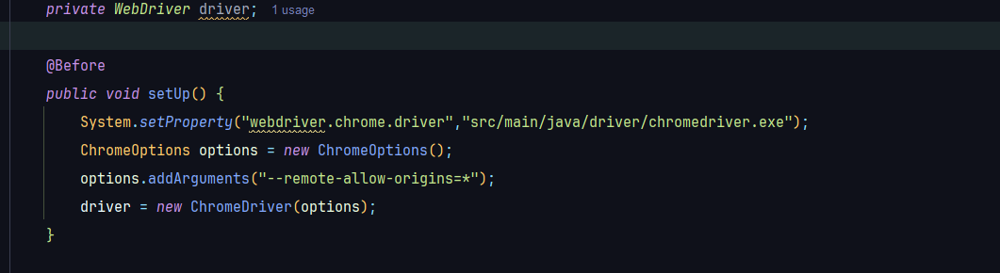 private WebDriver driver; 1 usage
@Before
public void setUp() {
System.setProperty("webdriver.chrome.driver","src/main/java/driver/chromedriver.exe");
ChromeOptions options = new ChromeOptions();
options.addArguments("--remote-allow-origins=*");
driver = new ChromeDriver(options);
}